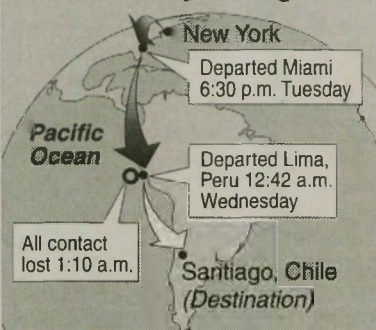 New York
Departed Miami
6:30 p.m. Tuesday
Pacific
Ocean
Departed Lima,
Peru 12:42 a.m.
Wednesday
All contact
lost 1:10 a.m.
Santiago, Chile
(Destination)